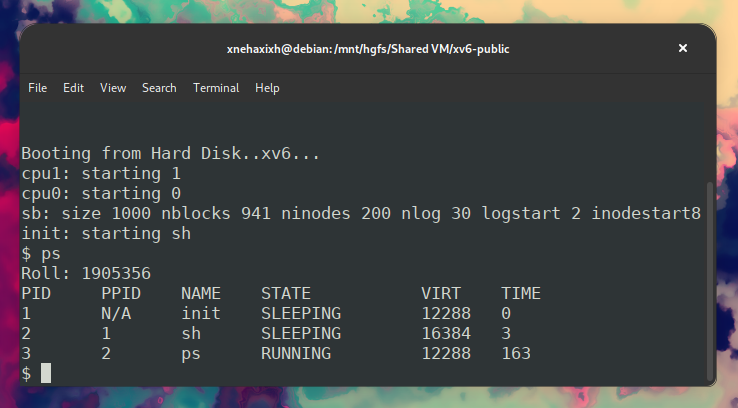 xnehaxixh@debian: /mnt/hgfs/Shared VM/xv6-public
File Edit View Search Terminal Help
Booting from Hard Disk..xv6...
cpu1: starting 1
cpu0: starting 0
sb: size 1000 nblocks 941 ninodes 200 nlog 30 logstart 2 inodestart8
init: starting sh
$ ps
Roll: 1905356
PID PPID NAME STATE VIRT TIME
1 N/A init SLEEPING 12288 0
2 1 sh SLEEPING 16384 3
3 2 ps RUNNING 12288 163
$